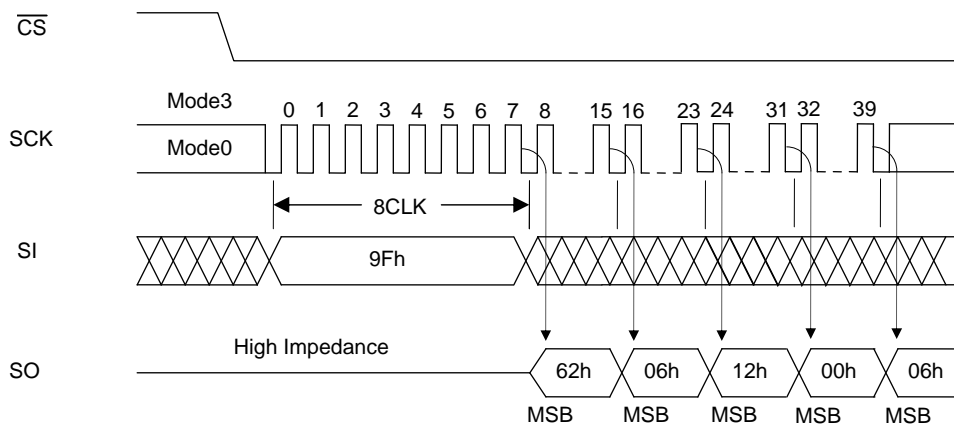 CS
Mode3
0 1 2 3 4 5 6 7 8 15 16 23 24 31 32 39
SCK
Mode0
8CLK
SI
9Fh
High Impedance
SO
62h 06h 12h 00h 06h
MSB MSB MSB MSB MSB